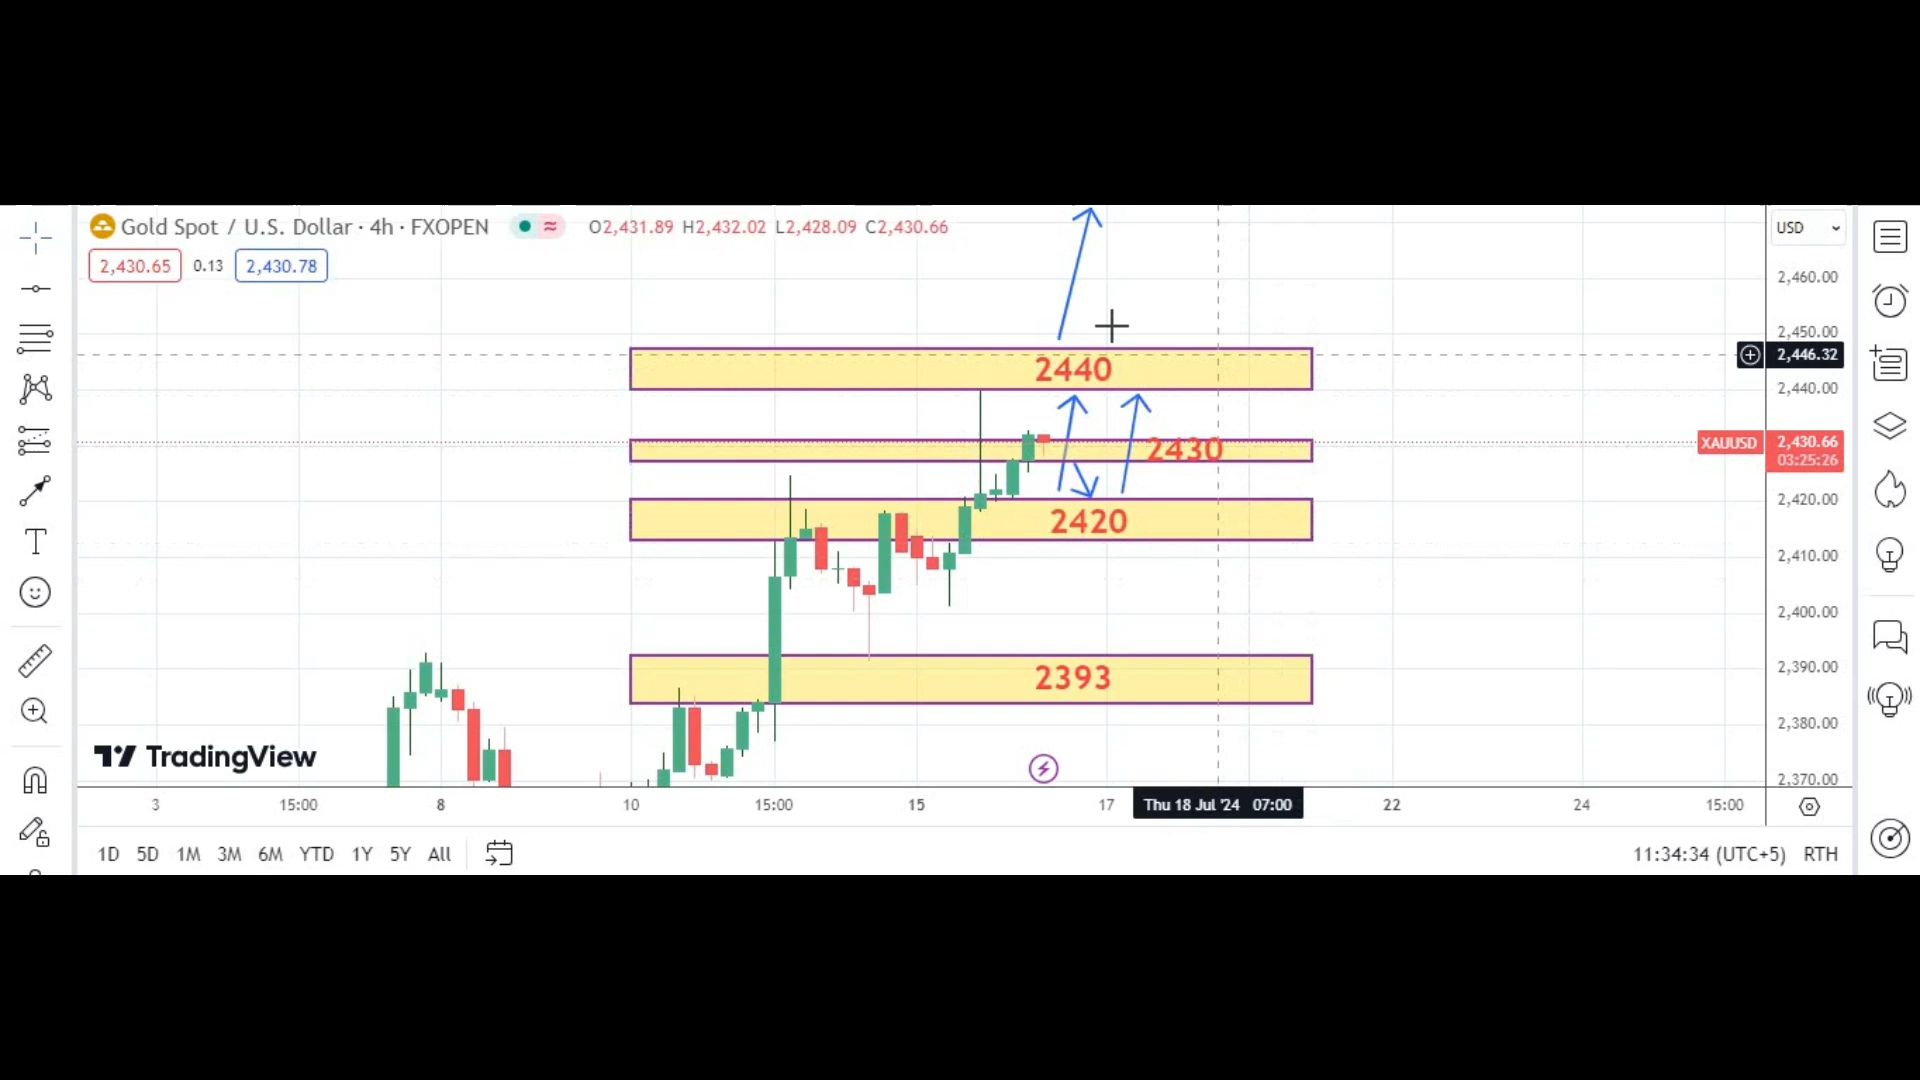 Gold Spot / U.S. Dollar · 4h · FXOPEN O2,431.89 H2,432.02 L2,428.09 C2,430.66
USD
2,430.65 0.13 2,430.78
2,460.00
2,450.00
2,446.32
2440
2,440.00
XAUUSD 2,430.66
03:25:26
2430
2,420.00
2420
2,410.00
2,400.00
2393
2,390.00
2,380.00
TradingView
2,370.00
3 15:00 8 10 15:00 15 17 Thu 18 Jul '24 07:00 22 24 15:00
1D 5D 1M 3M 6M YTD 1Y 5Y All 11:34:34 (UTC+5) RTH